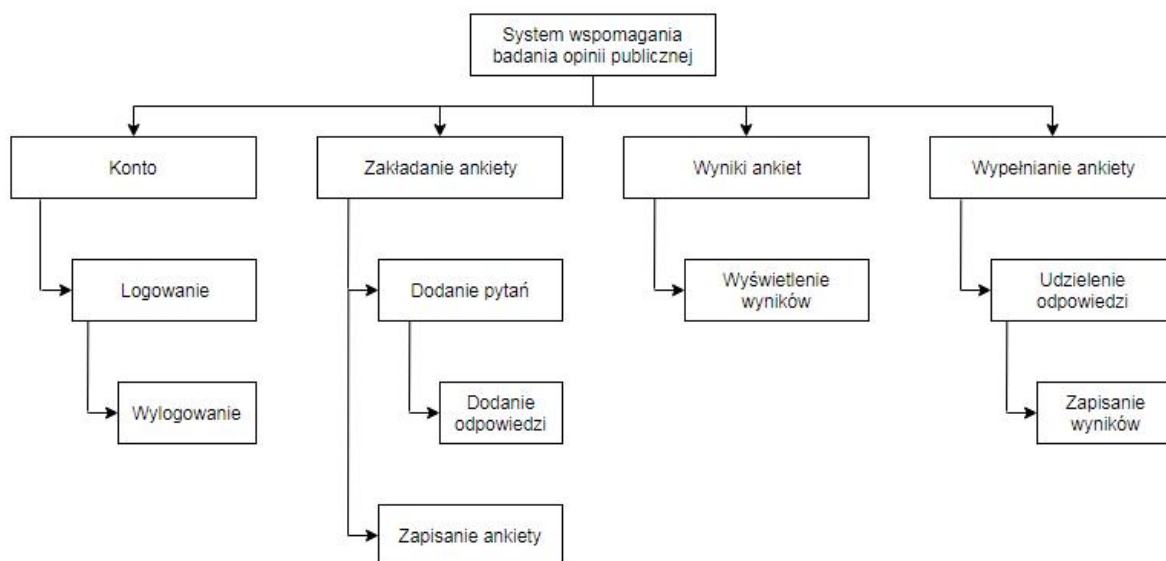 System wspomagania
badania opinii publicznej
Konto
Zakładanie ankiety
Wyniki ankiet
Wypełnianie ankiety
Logowanie
Dodanie pytań
Wyświetlenie
wyników
Udzielenie
odpowiedzi
Wylogowanie
Dodanie
odpowiedzi
Zapisanie
wyników
Zapisanie ankiety